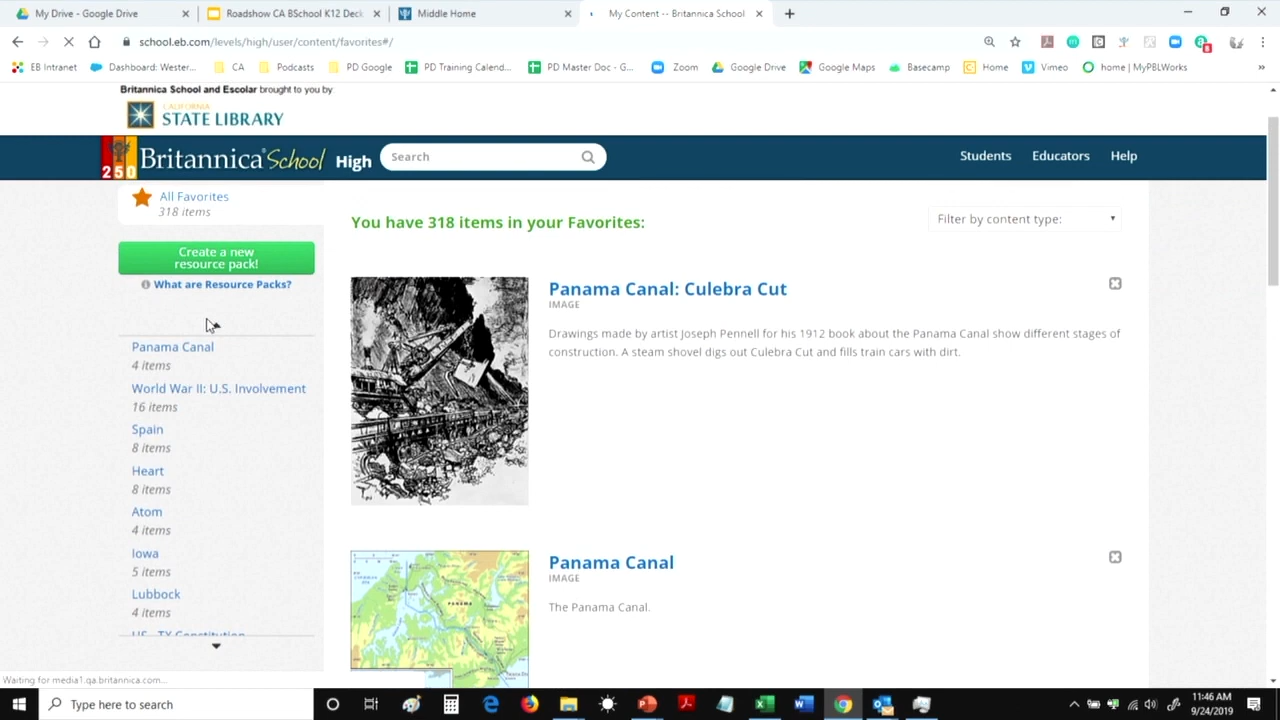 My Drive - Google Drive
Roadshow CA BSchool K12 Deck
Middle Home
My Content -- Britannica School
school.eb.com/levels/high/user/content/favorites#/
EB Intranet
Dashboard: Wester...
CA
Podcasts
PD Google
PD Training Calend...
PD Master Doc - G...
Zoom
Google Drive
Google Maps
Basecamp
Home
Vimeo
home | MyPBLWorks
Britannica School and Escolar brought to you by
CALIFORNIA
STATE LIBRARY
250
Britannica School High
Search
Students
Educators
Help
All Favorites
318 items
Create a new
resource pack!
What are Resource Packs?
Panama Canal
4 items
World War II: U.S. Involvement
16 items
Spain
8 items
Heart
8 items
Atom
4 items
Iowa
5 items
Lubbock
4 items
US - TX Constitution
You have 318 items in your Favorites:
Filter by content type:
Panama Canal: Culebra Cut
IMAGE
Drawings made by artist Joseph Pennell for his 1912 book about the Panama Canal show different stages of
construction. A steam shovel digs out Culebra Cut and fills train cars with dirt.
Panama Canal
IMAGE
The Panama Canal.
PANAMA
Waiting for media1.qa.britannica.com...
Type here to search
11:46 AM
9/24/2019